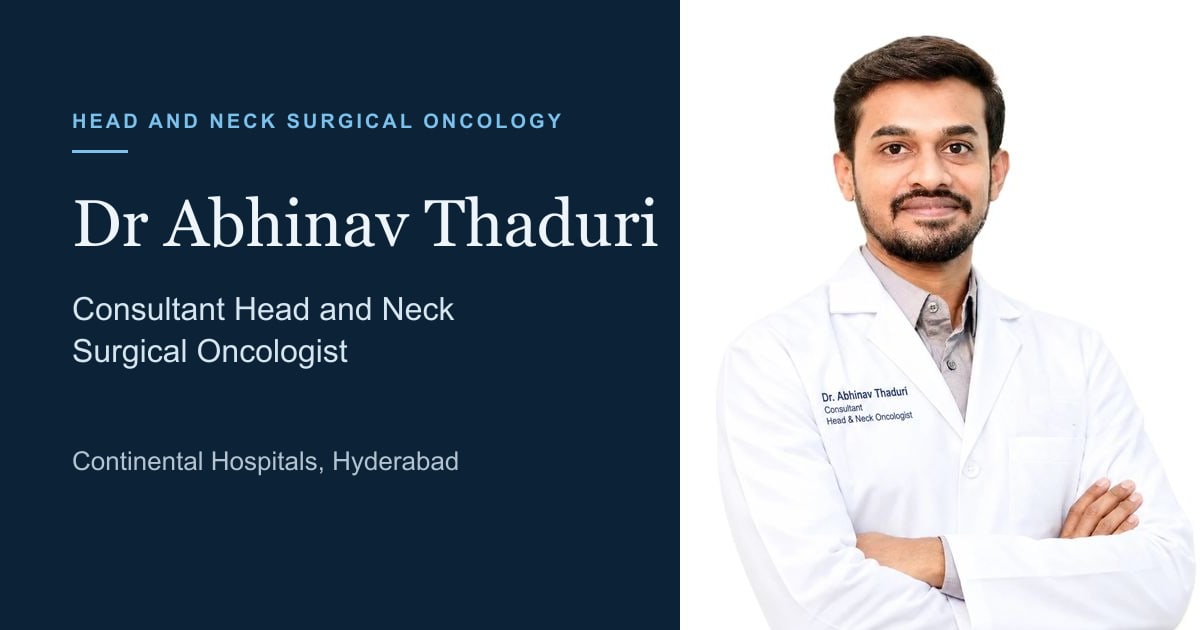 HEAD AND NECK SURGICAL ONCOLOGY
Dr Abhinav Thaduri
Consultant Head and Neck
Surgical Oncologist
Continental Hospitals, Hyderabad
Dr. Abhinav Thaduri
Consultant
Head & Neck Oncologist